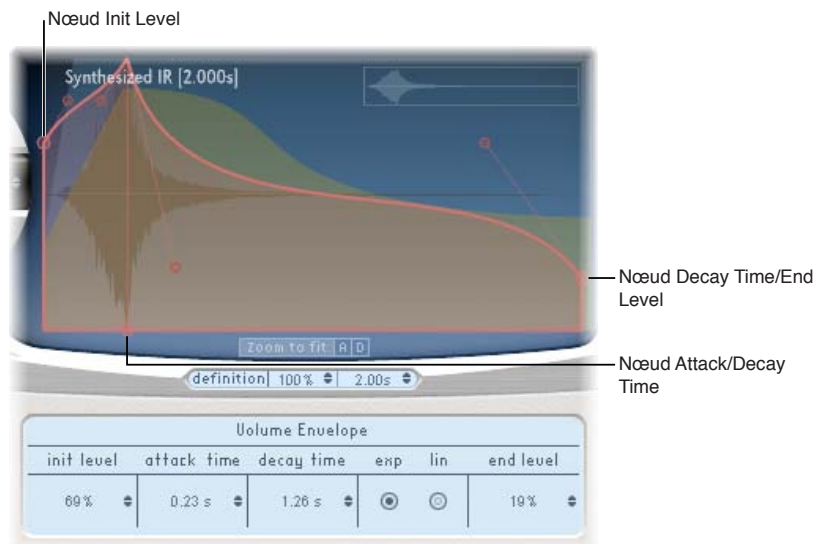 Nœud Init Level
Synthesized IR [2.000s]
Nœud Decay Time/End
Level
Zoom to fit A D
Nœud Attack/Decay
Time
definition 100% 2.00s
Volume Envelope
init level attack time decay time exp lin end level
69% 0.23 s 1.26 s 19%